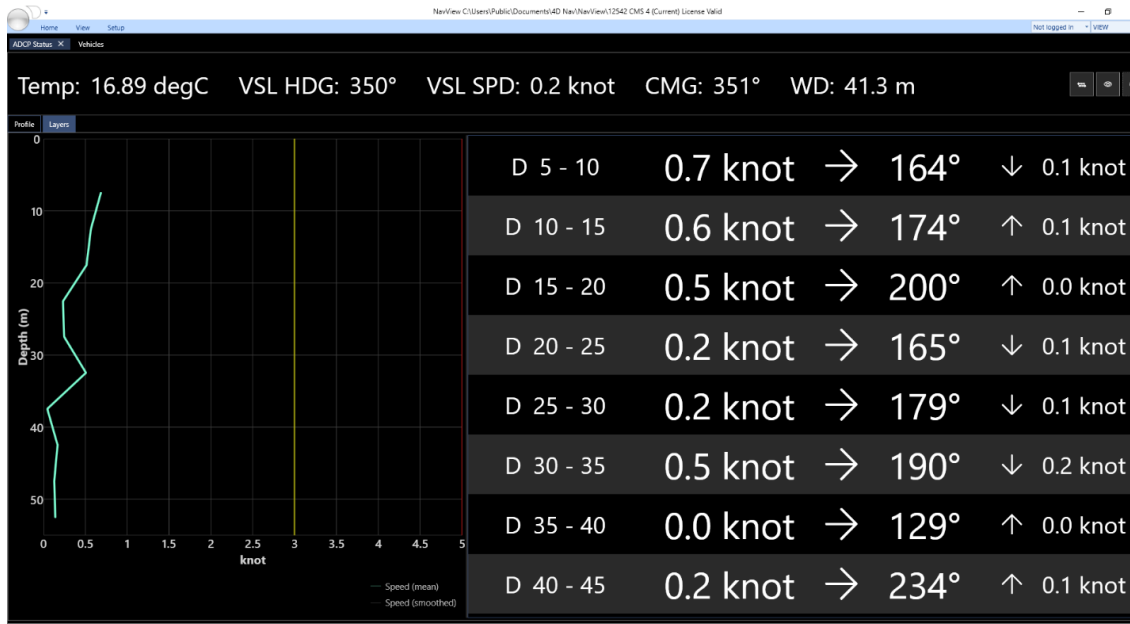 NavView C:\Users\Public\Documents\4D Nav\NavView\12542 CMS 4 (Current) License Valid
Home View Setup
Not logged in VIEW
ADCP Status X Vehicles
Temp: 16.89 degC VSL HDG: 350° VSL SPD: 0.2 knot CMG: 351° WD: 41.3 m
Profile Layers
0
10
20
30
40
50
Depth (m)
0 0.5 1 1.5 2 2.5 3 3.5 4 4.5 5
knot
Speed (mean)
Speed (smoothed)
D 5 - 10 0.7 knot → 164° ↓ 0.1 knot
D 10 - 15 0.6 knot → 174° ↑ 0.1 knot
D 15 - 20 0.5 knot → 200° ↑ 0.0 knot
D 20 - 25 0.2 knot → 165° ↓ 0.1 knot
D 25 - 30 0.2 knot → 179° ↓ 0.1 knot
D 30 - 35 0.5 knot → 190° ↓ 0.2 knot
D 35 - 40 0.0 knot → 129° ↑ 0.0 knot
D 40 - 45 0.2 knot → 234° ↑ 0.1 knot